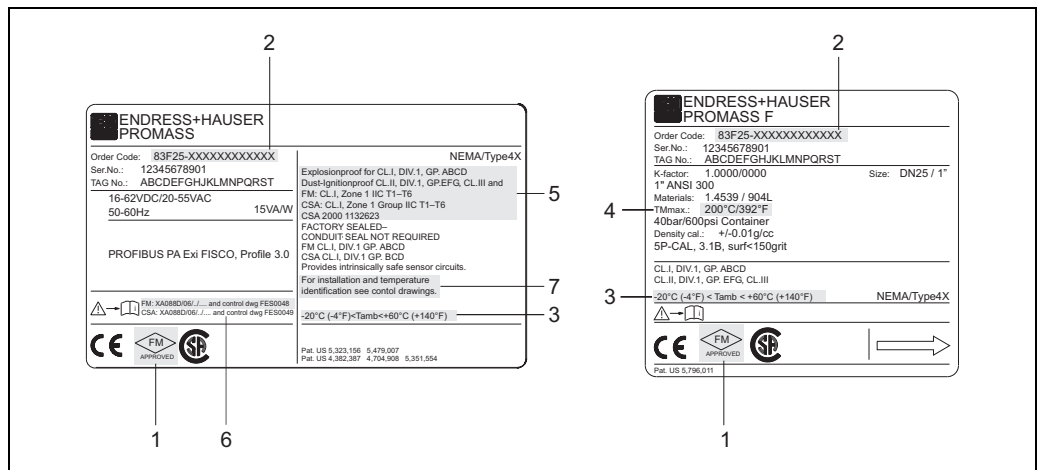 2
ENDRESS+HAUSER
PROMASS
Order Code: 83F25-XXXXXXXXXXXX
Ser.No.: 12345678901
TAG No.: ABCDEFGHJKLMNPQRST
16-62VDC/20-55VAC
50-60Hz 15VA/W
PROFIBUS PA Exi FISCO, Profile 3.0
FM: XA088D/06/../.... and control dwg FES0048
CSA: XA088D/06/../.... and control dwg FES0049
CE FM APPROVED SA
NEMA/Type4X
Explosionproof for CL.I, DIV.1, GP. ABCD
Dust-Ignitionproof CL.II, DIV.1, GP.EFG, CL.III and
FM: CL.I, Zone 1 IIC T1–T6
CSA: CL.I, Zone 1 Group IIC T1–T6
CSA 2000 1132623
FACTORY SEALED–
CONDUIT SEAL NOT REQUIRED
FM CL.I, DIV.1 GP. ABCD
CSA CL.I, DIV.1 GP. BCD
Provides intrinsically safe sensor circuits.
For installation and temperature
identification see contol drawings.
-20°C (-4°F)<Tamb<+60°C (+140°F)
Pat. US 5,323,156 5,479,007
Pat. US 4,382,387 4,704,908 5,351,554
5
7
3
1
6
2
ENDRESS+HAUSER
PROMASS F
Order Code: 83F25-XXXXXXXXXXXX
Ser.No.: 12345678901
TAG No.: ABCDEFGHJKLMNPQRST
K-factor: 1.0000/0000 Size: DN25 / 1"
1" ANSI 300
Materials: 1.4539 / 904L
4 TMmax.: 200°C/392°F
40bar/600psi Container
Density cal.: +/-0.01g/cc
5P-CAL, 3.1B, surf<150grit
CL.I, DIV.1, GP. ABCD
CL.II, DIV.1, GP. EFG, CL.III
3 -20°C (-4°F) < Tamb < +60°C (+140°F) NEMA/Type4X
CE FM APPROVED SA
Pat. US 5,796,011
1